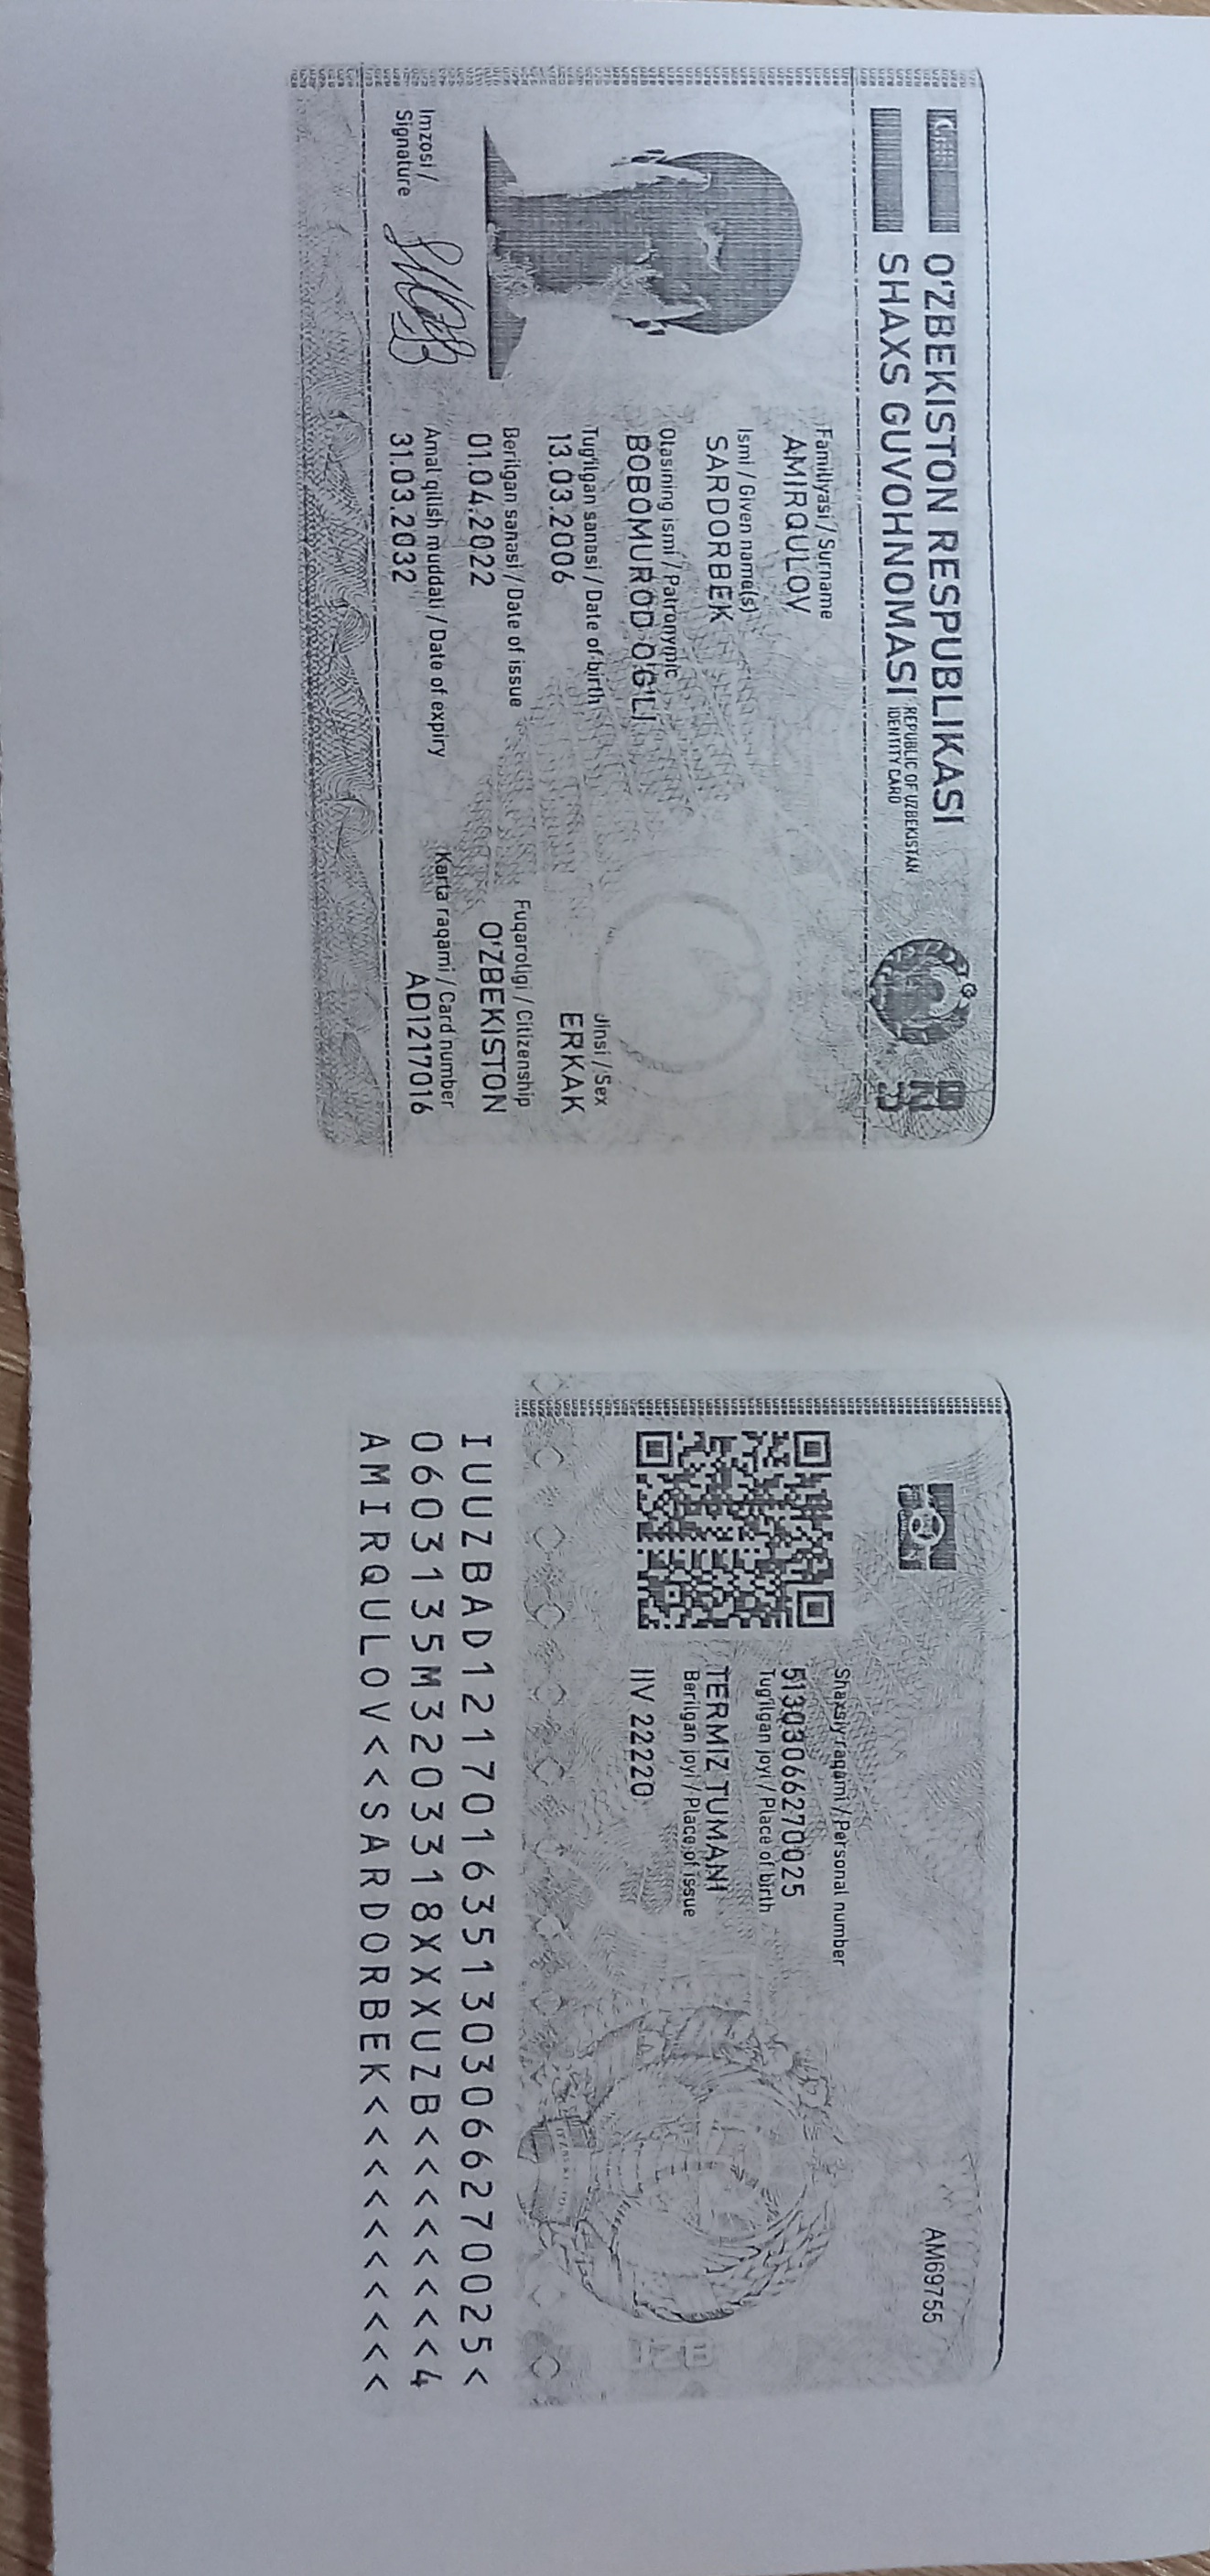 O‘ZBEKISTON RESPUBLIKASI
SHAXS GUVOHNOMASI
REPUBLIC OF UZBEKISTAN
IDENTITY CARD
Familiyasi / Surname
AMIRQULOV
Ismi / Given name(s)
SARDORBEK
Otasining ismi / Patronymic
BOBOMUROD O‘G‘LI
Tug‘ilgan sanasi / Date of birth
13.03.2006
Jinsi / Sex
ERKAK
Berilgan sanasi / Date of issue
01.04.2022
Fuqaroligi / Citizenship
O‘ZBEKISTON
Amal qilish muddati / Date of expiry
31.03.2032
Karta raqami / Card number
AD1217016
Imzosi /
Signature
AM69755
Shaxsiy raqami / Personal number
51303066270025
Tug‘ilgan joyi / Place of birth
TERMIZ TUMANI
Berilgan joyi / Place of issue
IIV 22220
UZB
IUUZBAD1217016351303066270025<
0603135M3203318XXXUZB<<<<<<<<4
AMIRQULOV<<SARDORBEK<<<<<<<<<<